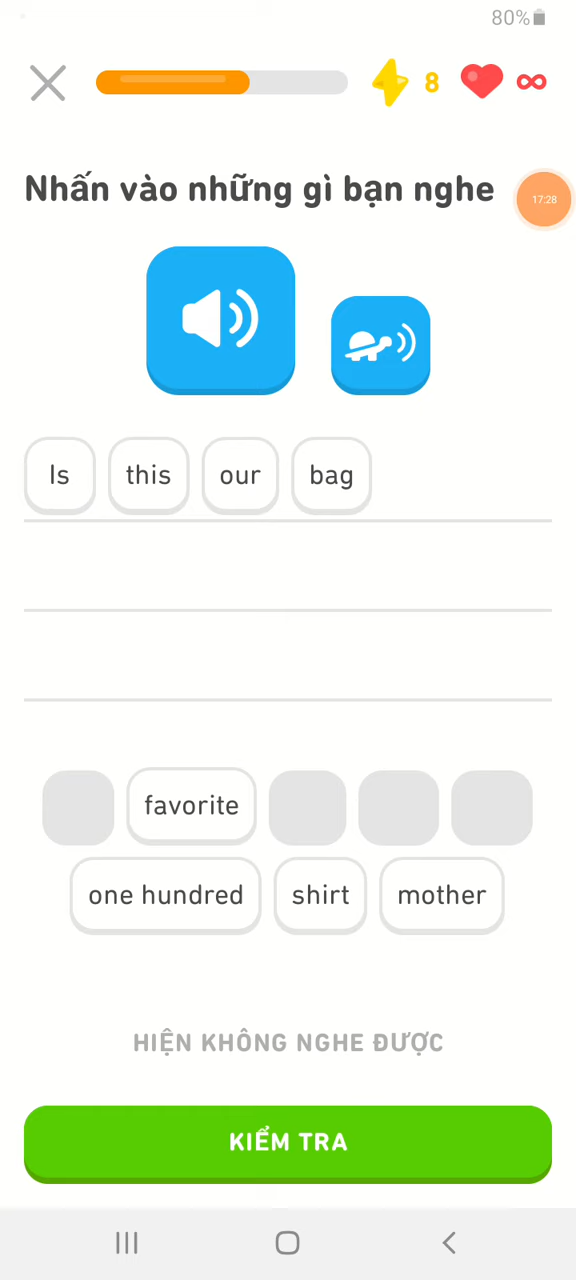 80%
8
Nhấn vào những gì bạn nghe
17:28
Is this our bag
favorite
one hundred shirt mother
HIỆN KHÔNG NGHE ĐƯỢC
KIỂM TRA